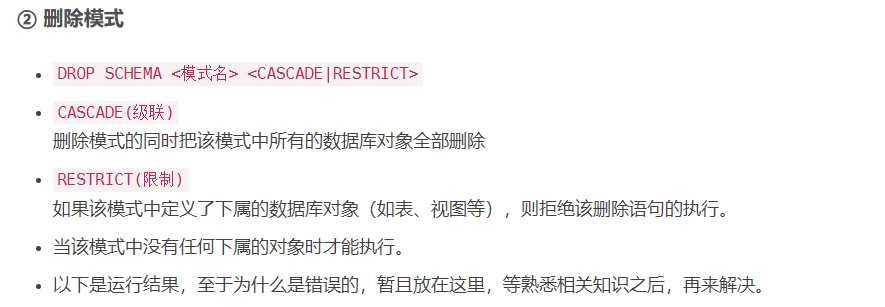 ② 删除模式
DROP SCHEMA <模式名> <CASCADE|RESTRICT>
CASCADE(级联)
删除模式的同时把该模式中所有的数据库对象全部删除
RESTRICT(限制)
如果该模式中定义了下属的数据库对象（如表、视图等），则拒绝该删除语句的执行。
当该模式中没有任何下属的对象时才能执行。
以下是运行结果，至于为什么是错误的，暂且放在这里，等熟悉相关知识之后，再来解决。